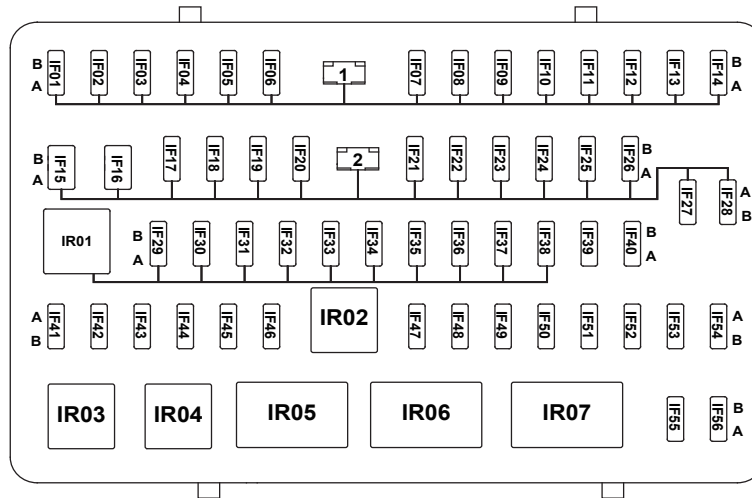 B IF01 IF02 IF03 IF04 IF05 IF06 1 IF07 IF08 IF09 IF10 IF11 IF12 IF13 IF14 B
A A
B IF15 IF16 IF17 IF18 IF19 IF20 2 IF21 IF22 IF23 IF24 IF25 IF26 B
A A IF27 IF28 A
B
IR01 B IF29 IF30 IF31 IF32 IF33 IF34 IF35 IF36 IF37 IF38 IF39 IF40 B
A A
A IF41 IF42 IF43 IF44 IF45 IF46 IR02 IF47 IF48 IF49 IF50 IF51 IF52 IF53 IF54 A
B B
IR03 IR04 IR05 IR06 IR07 IF55 IF56 B
A